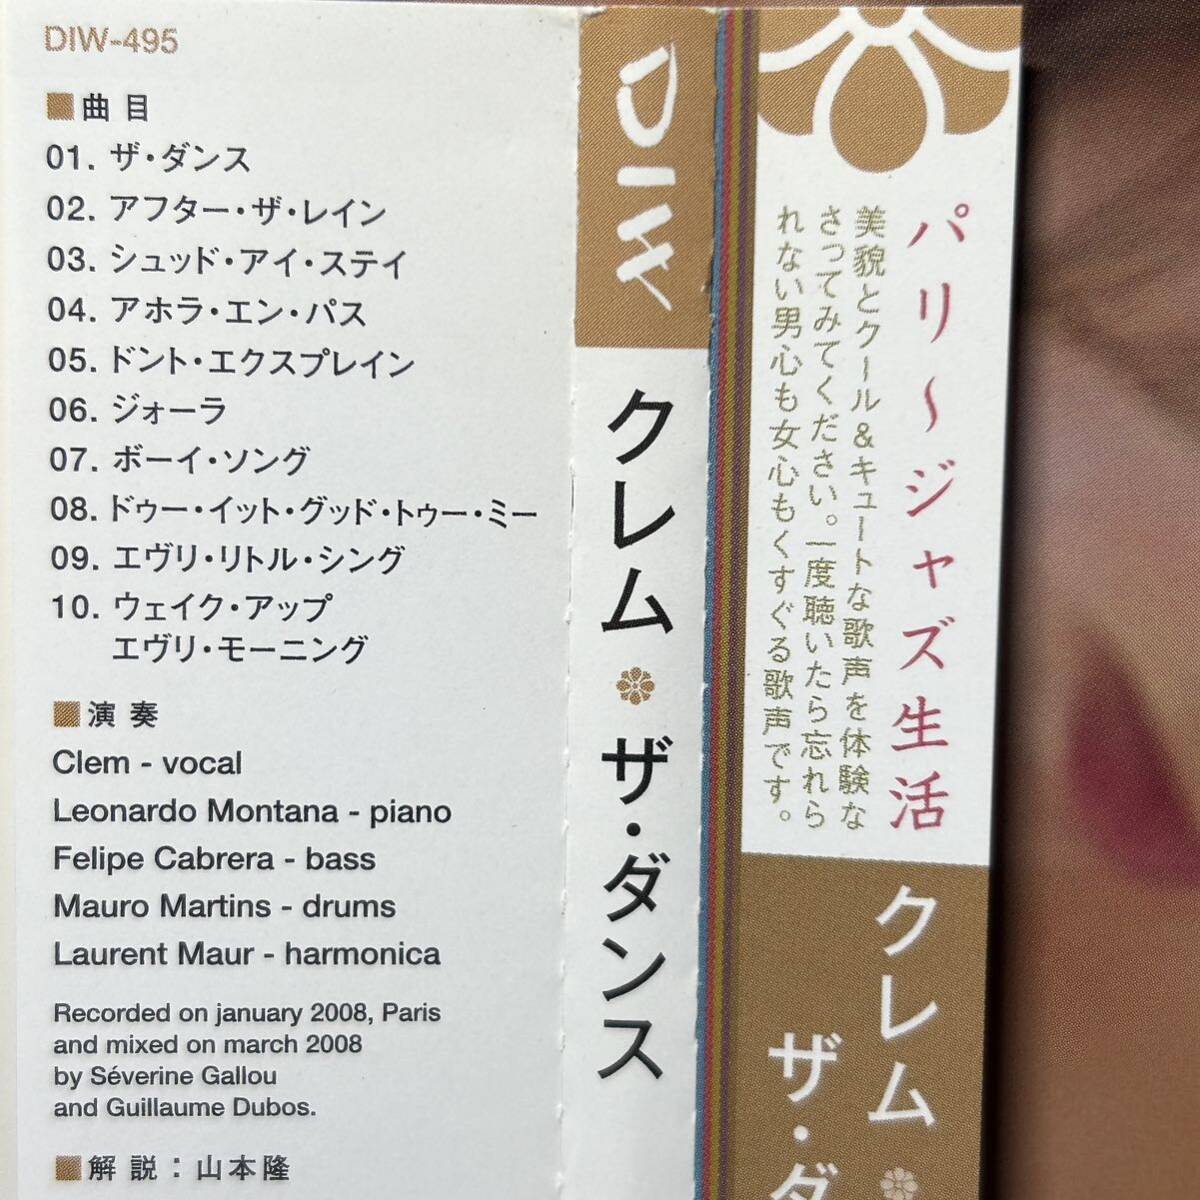 DIW-495
■曲目
01. ザ・ダンス
02. アフター・ザ・レイン
03. シュッド・アイ・ステイ
04. アホラ・エン・パス
05. ドント・エクスプレイン
06. ジォーラ
07. ボーイ・ソング
08. ドゥー・イット・グッド・トゥー・ミー
09. エヴリ・リトル・シング
10. ウェイク・アップ
エヴリ・モーニング
■演奏
Clem - vocal
Leonardo Montana - piano
Felipe Cabrera - bass
Mauro Martins - drums
Laurent Maur - harmonica
Recorded on january 2008, Paris
and mixed on march 2008
by Séverine Gallou
and Guillaume Dubos.
■解説：山本隆
DIW
クレム ザ・ダンス
パリ～ジャズ生活
美貌とクール&キュートな歌声を体験な
さってみてください。一度聴いたら忘れら
れない男心も女心もくすぐる歌声です。
クレム
ザ・ダ